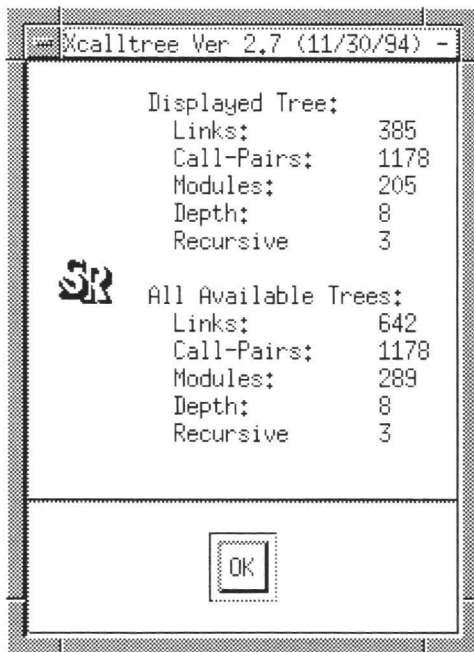 Xcalltree Ver 2.7 (11/30/94) -
Displayed Tree:
Links: 385
Call-Pairs: 1178
Modules: 205
Depth: 8
Recursive 3
SR
All Available Trees:
Links: 642
Call-Pairs: 1178
Modules: 289
Depth: 8
Recursive 3
OK